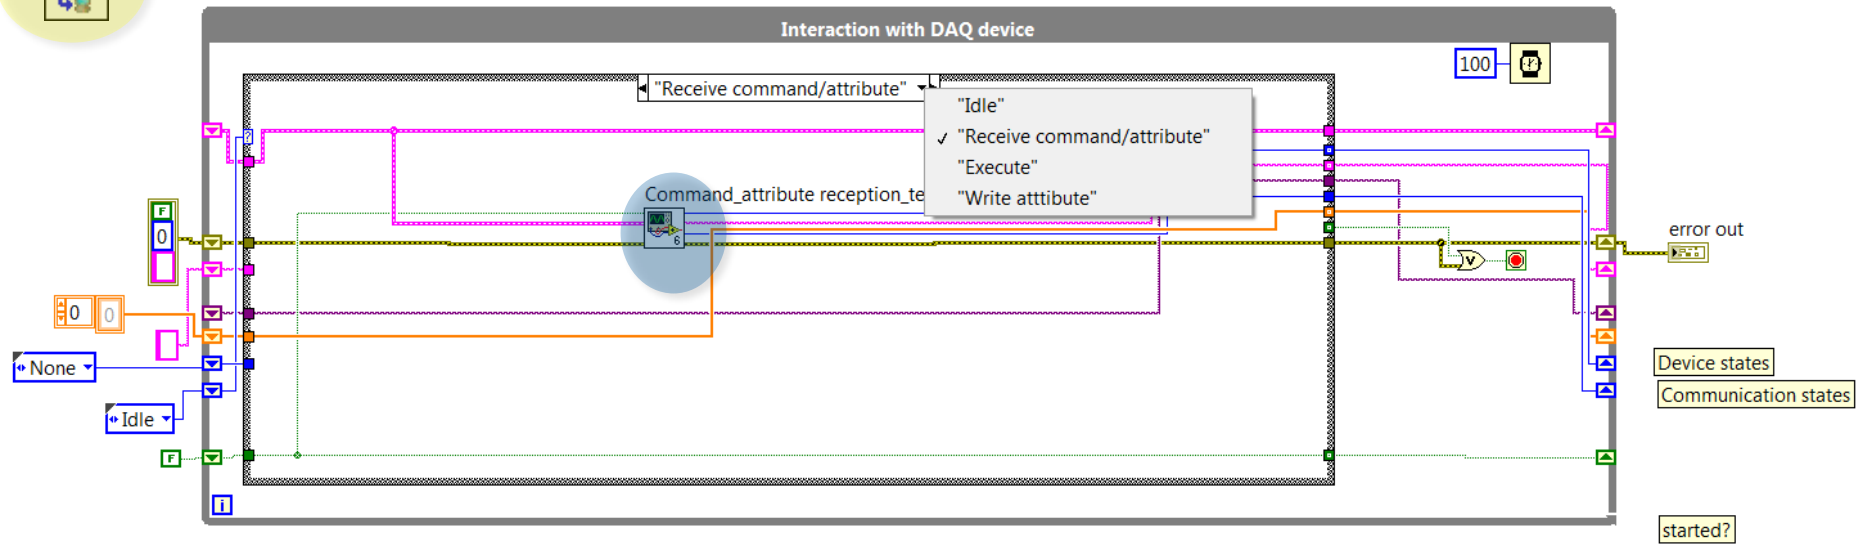 Interaction with DAQ device
100
"Receive command/attribute"
"Idle"
"Receive command/attribute"
"Execute"
"Write atttibute"
?
Command_attribute reception_te
6
F
0
error out
V
0
0
None
Device states
Communication states
Idle
F
i
started?